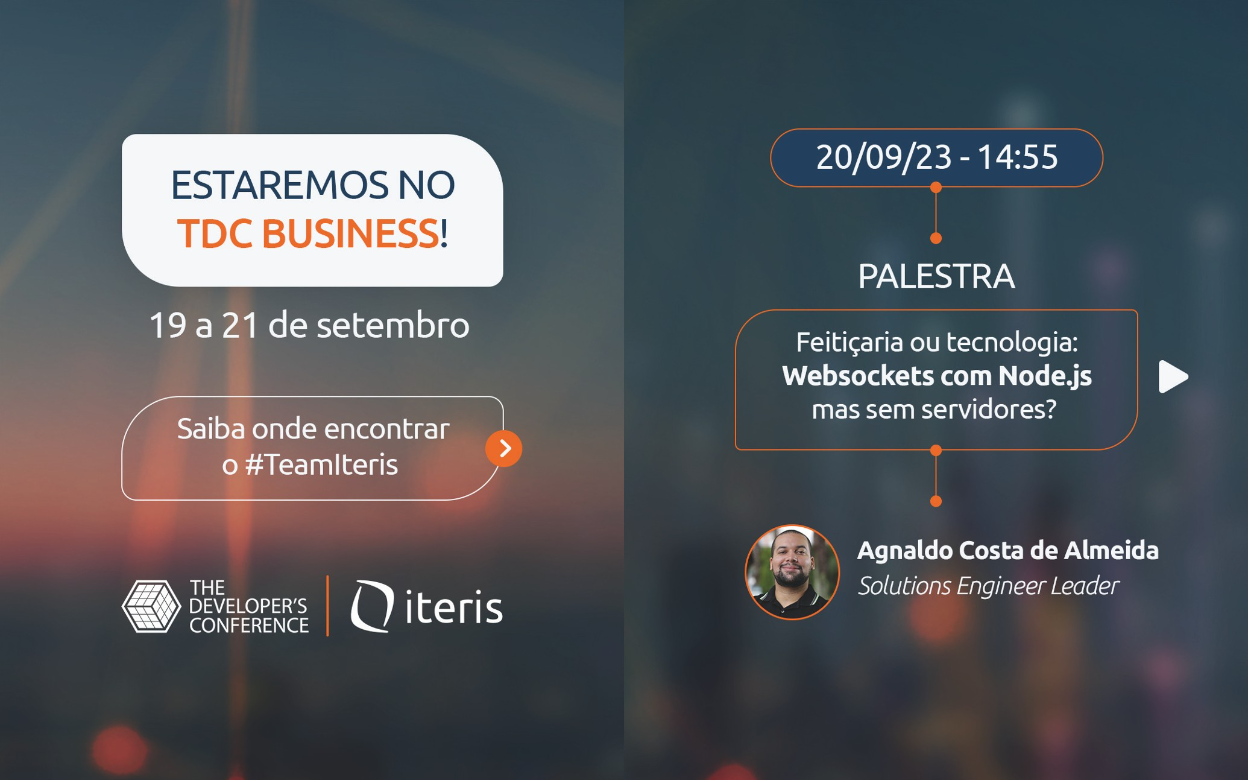 ESTAREMOS NO
TDC BUSINESS!
19 a 21 de setembro
Saiba onde encontrar
o #TeamIteris
THE
DEVELOPER'S
CONFERENCE
iteris
20/09/23 - 14:55
PALESTRA
Feitiçaria ou tecnologia:
Websockets com Node.js
mas sem servidores?
Agnaldo Costa de Almeida
Solutions Engineer Leader